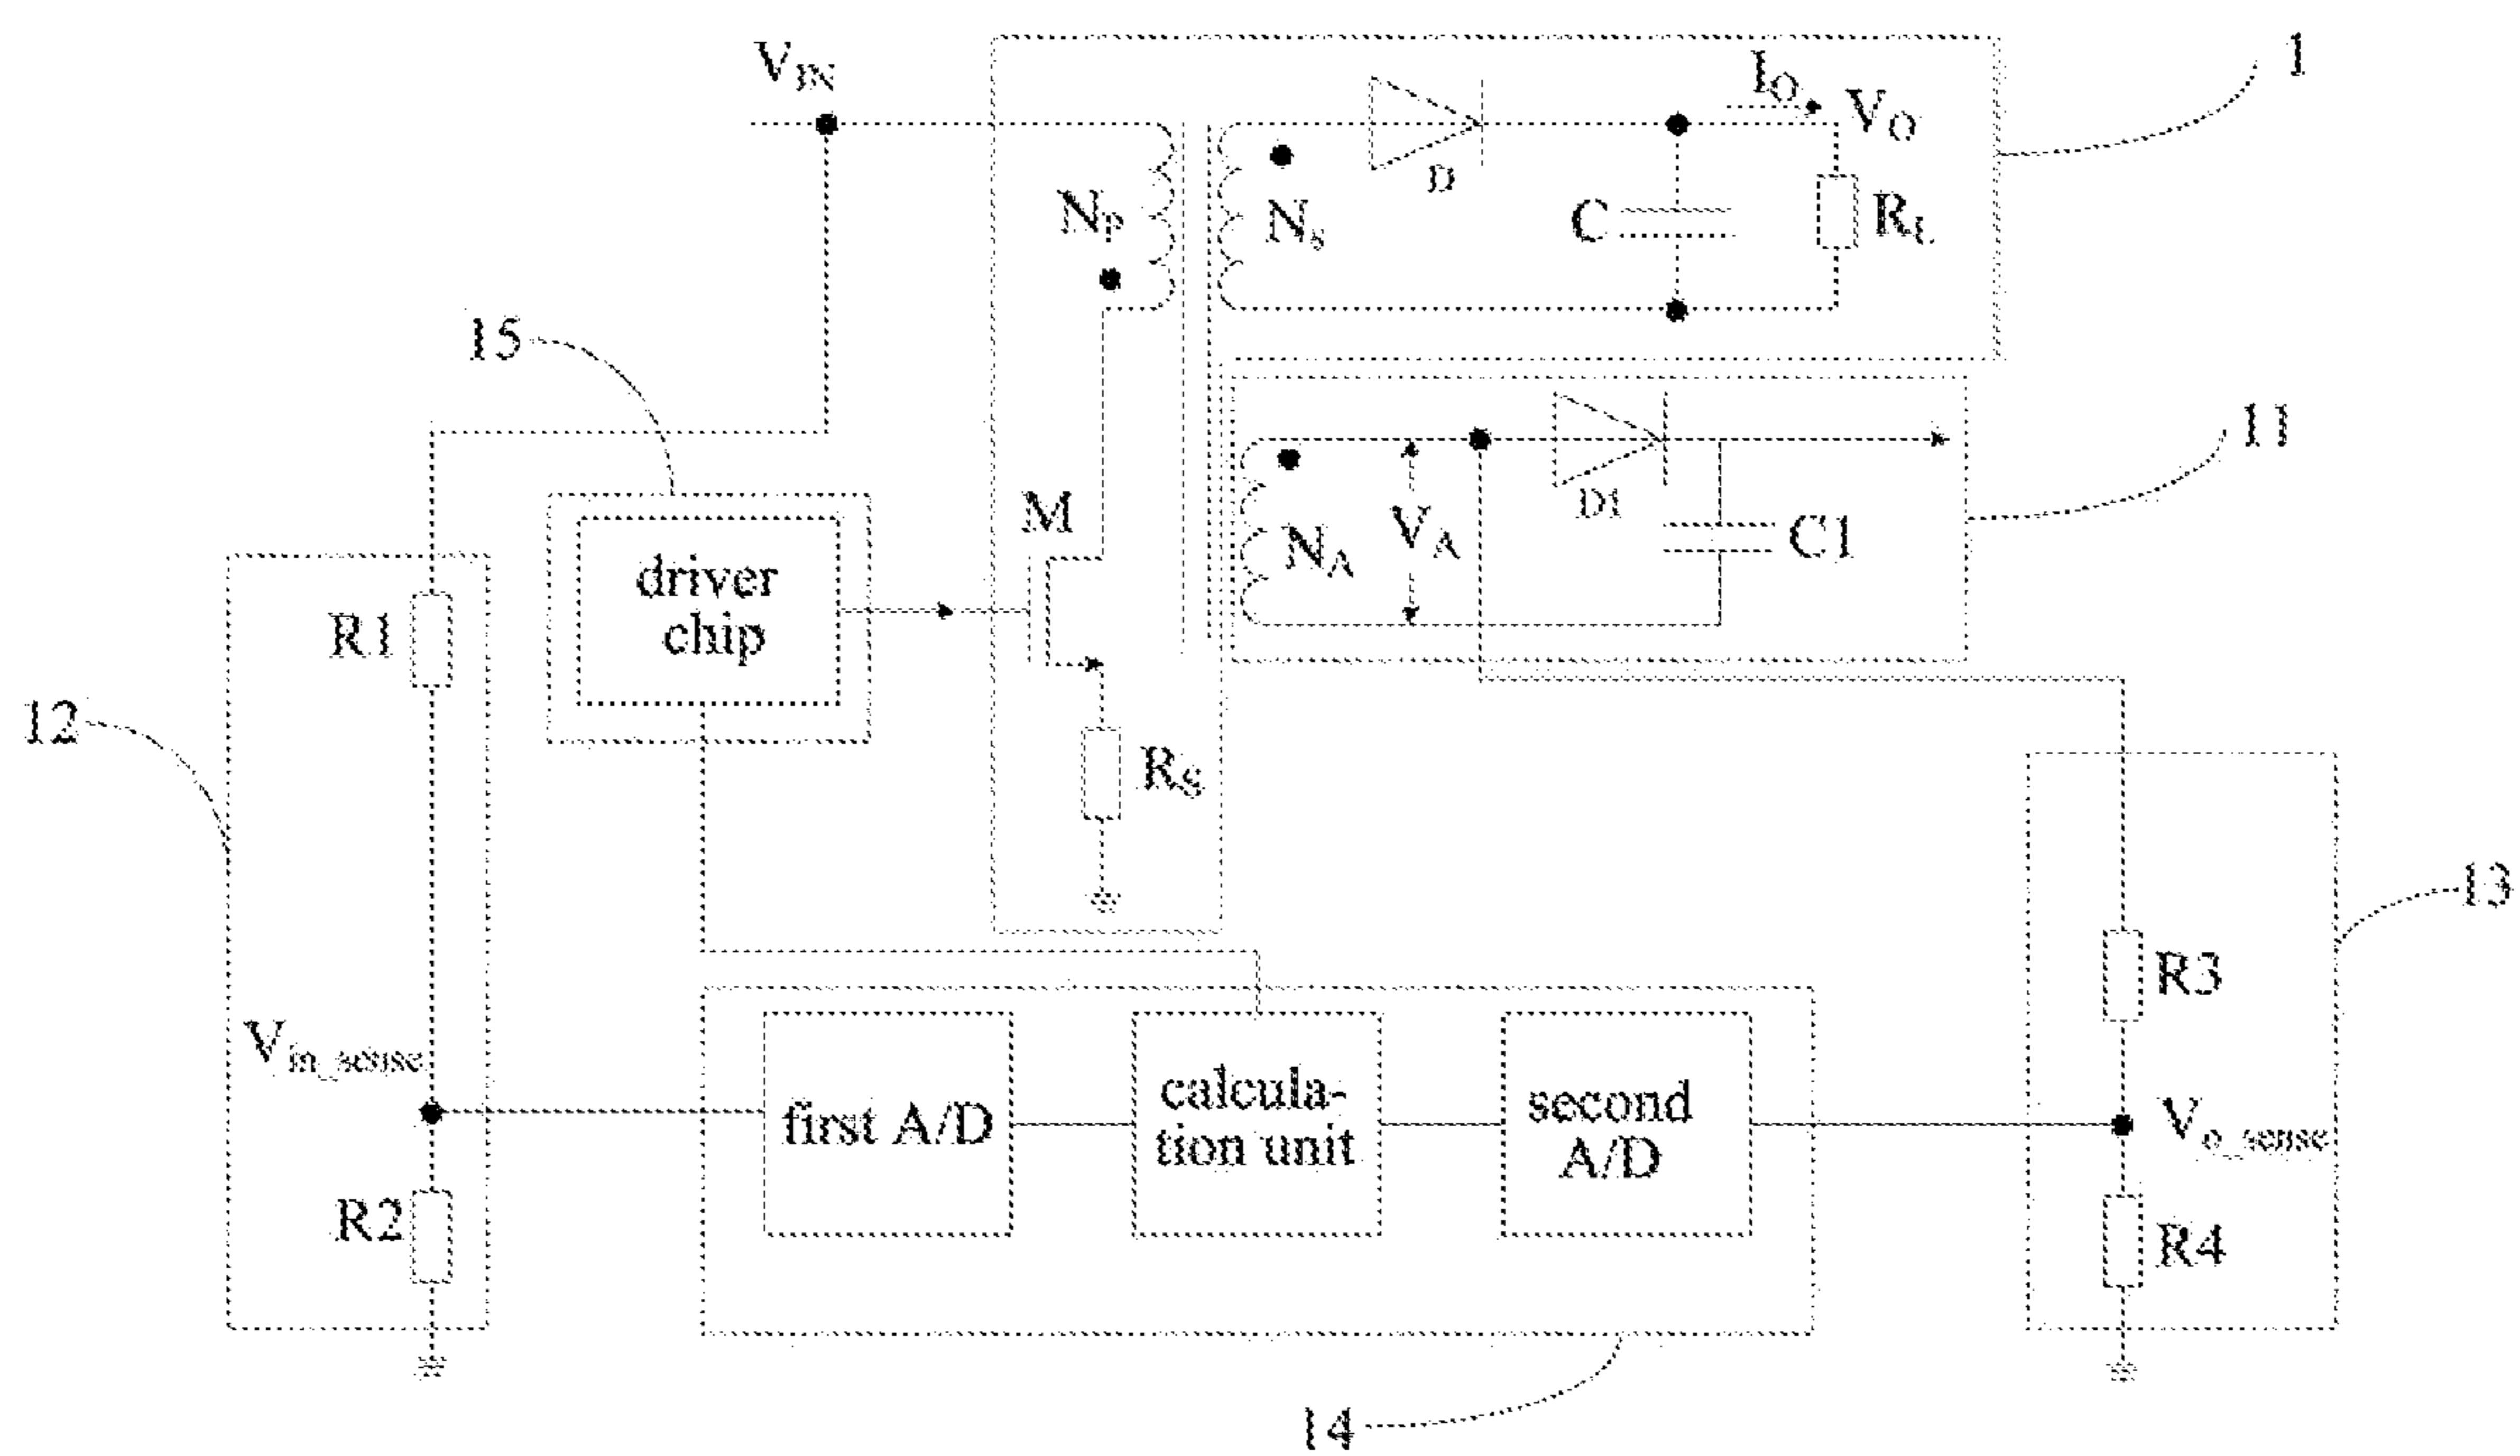 V_IN
I_O
V_O
1
D
N_P
N_s
C
R_L
15
11
M
D1
N_A
V_A
C1
driver
chip
R1
12
R_S
13
R3
V_in_sense
first A/D
calcula-
tion unit
second
A/D
V_o_sense
R2
R4
14